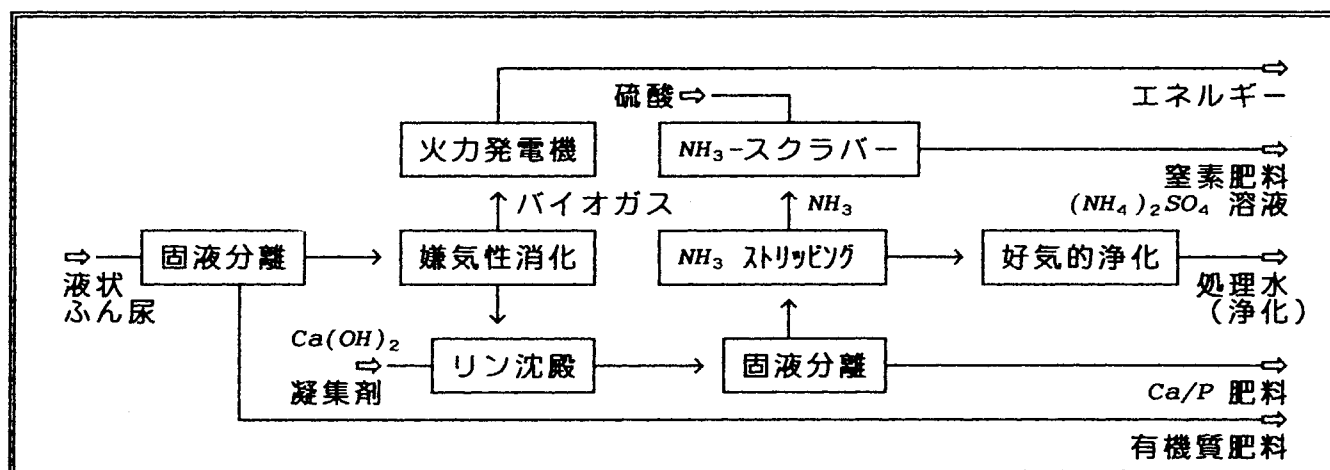 エネルギー
硫酸⇨
火力発電機
NH₃-スクラバー
窒素肥料
(NH₄)₂SO₄ 溶液
バイオガス
NH₃
液状
ふん尿
固液分離
嫌気性消化
NH₃ ストリッピング
好気的浄化
処理水
(浄化)
Ca(OH)₂
凝集剤
リン沈殿
固液分離
Ca/P 肥料
有機質肥料